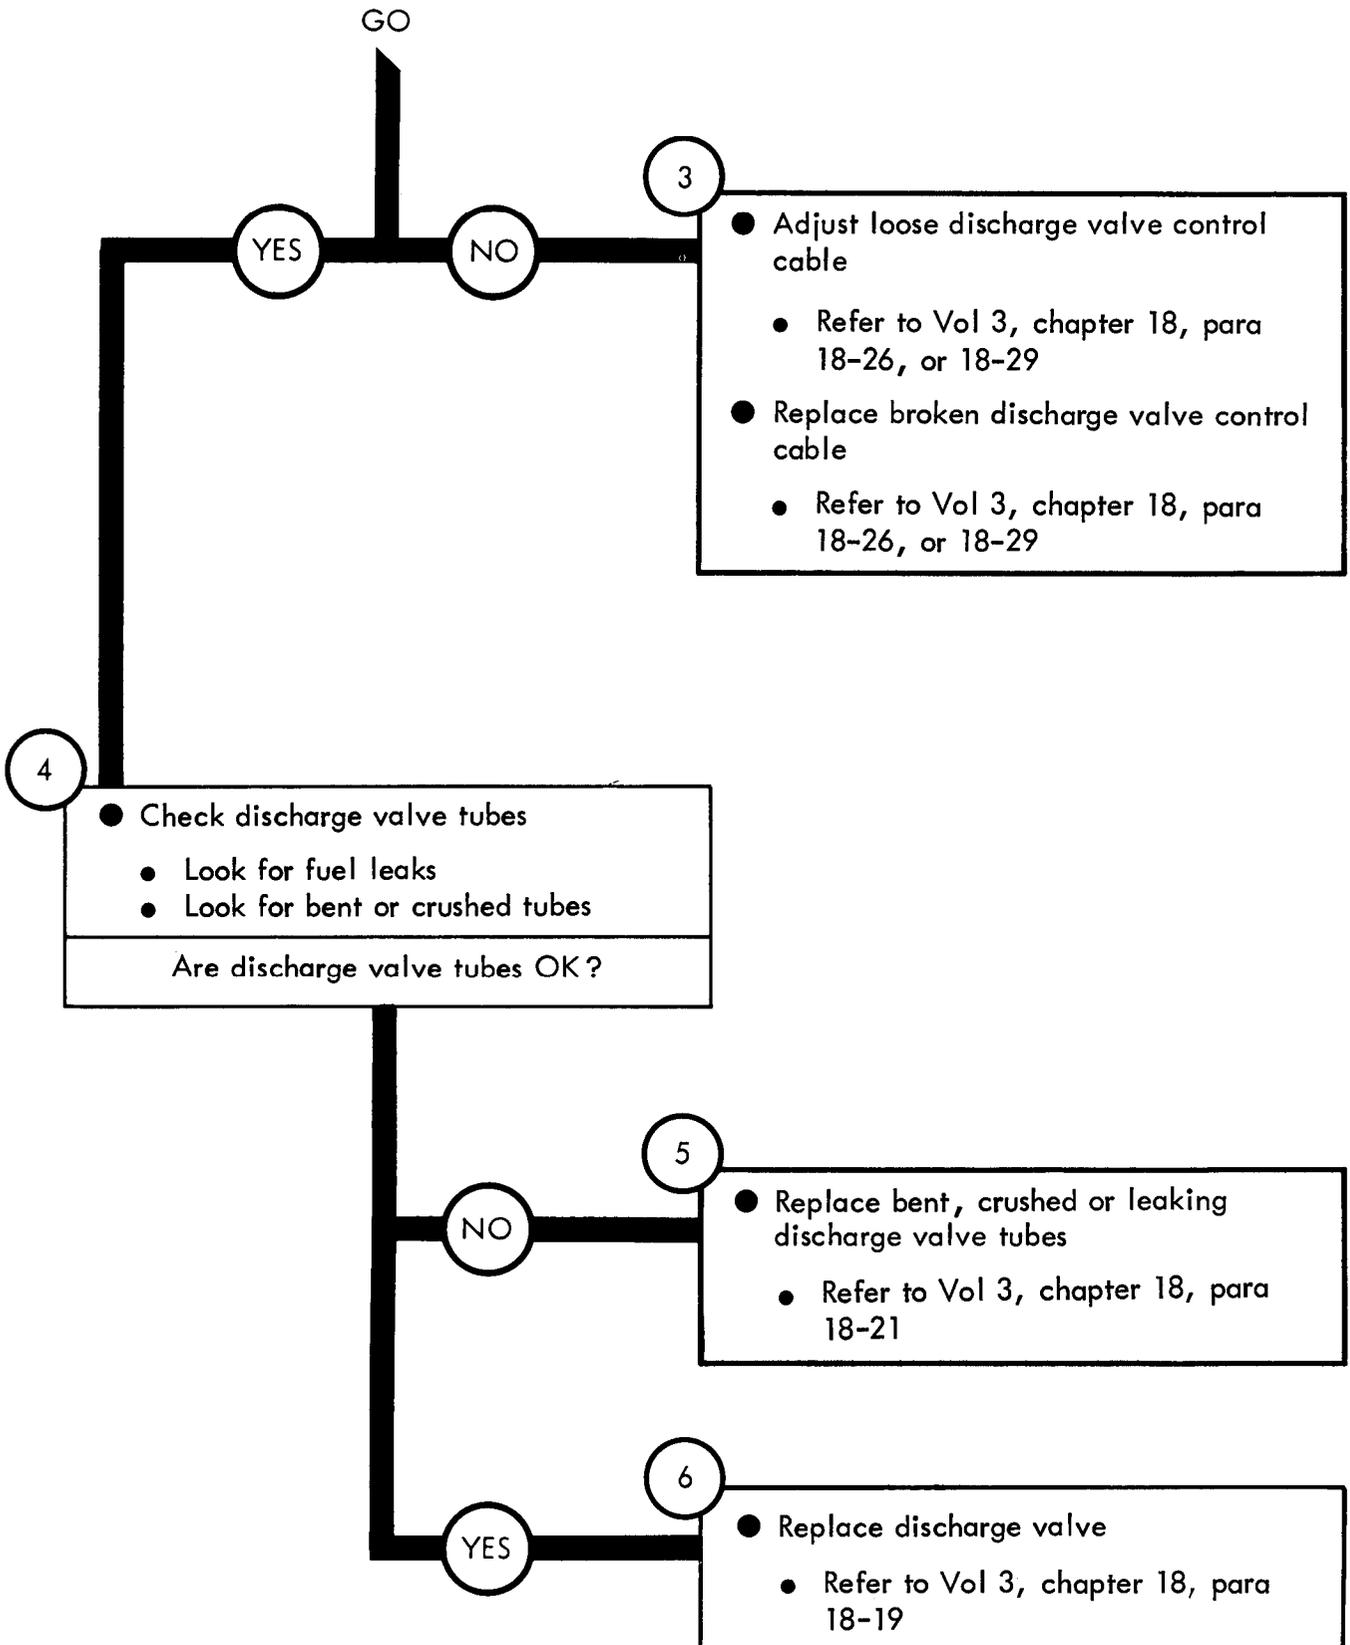 GO
YES
NO
3
● Adjust loose discharge valve control
cable
● Refer to Vol 3, chapter 18, para
18-26, or 18-29
● Replace broken discharge valve control
cable
● Refer to Vol 3, chapter 18, para
18-26, or 18-29
4
● Check discharge valve tubes
● Look for fuel leaks
● Look for bent or crushed tubes
Are discharge valve tubes OK?
NO
5
● Replace bent, crushed or leaking
discharge valve tubes
● Refer to Vol 3, chapter 18, para
18-21
YES
6
● Replace discharge valve
● Refer to Vol 3, chapter 18, para
18-19